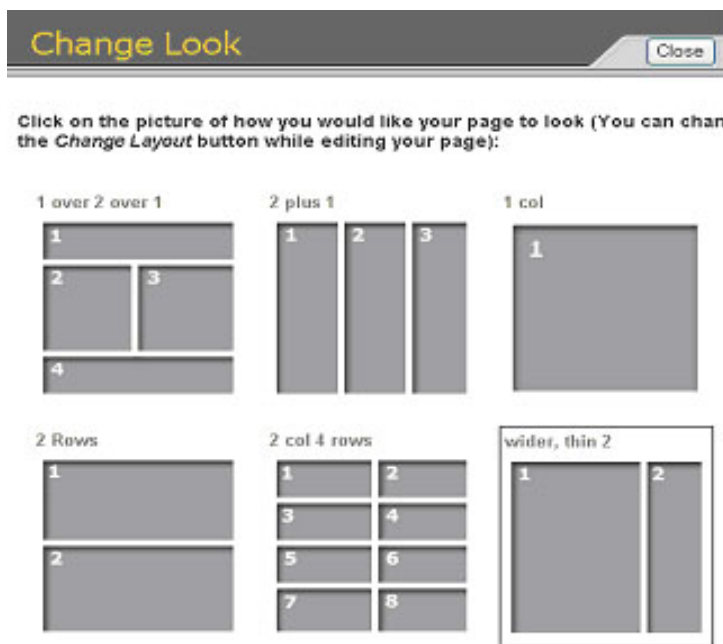 Change Look
Close
Click on the picture of how you would like your page to look (You can
the Change Layout button while editing your page):
1 over 2 over 1
1
2
3
4
2 plus 1
1
2
3
1 col
1
2 Rows
1
2
2 col 4 rows
1
2
3
4
5
6
7
8
wider, thin 2
1
2